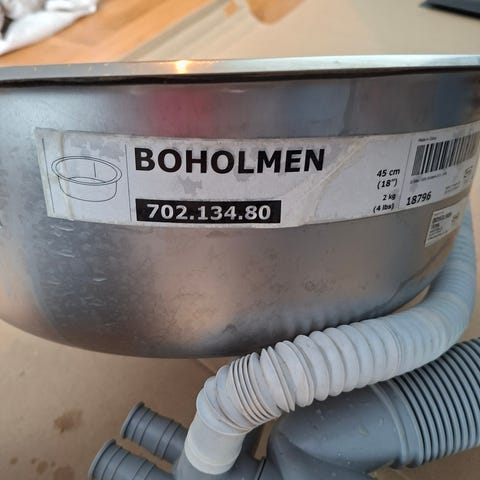 BOHOLMEN
702.134.80
45 cm
(18")
2 kg
(4 lbs)
18796